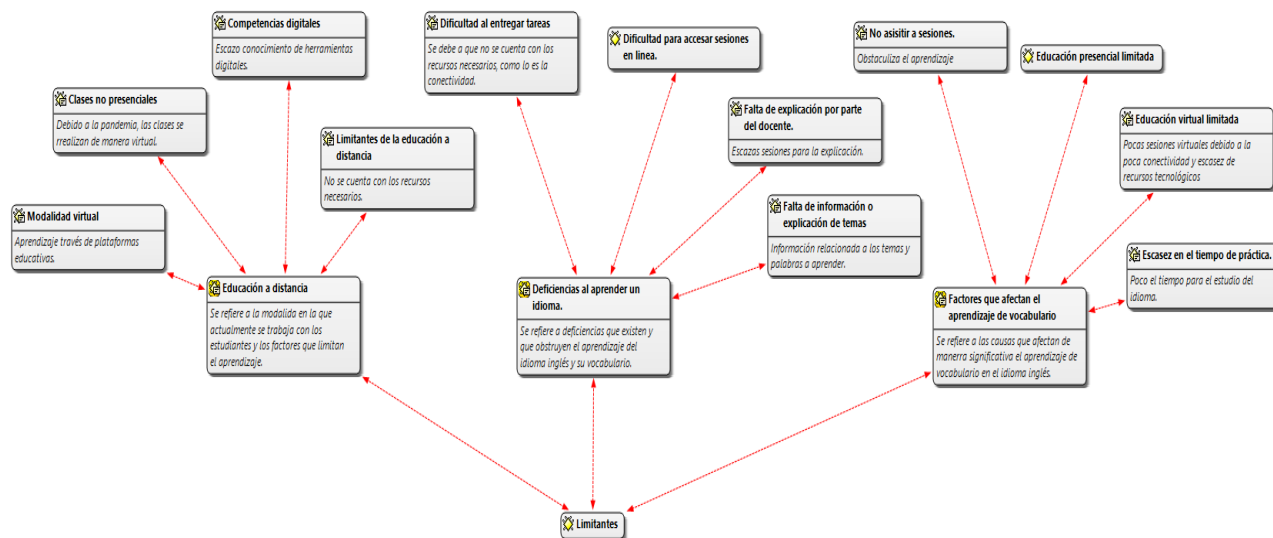 Competencias digitales
Escazo conocimiento de herramientas
digitales.
Dificultad al entregar tareas
Se debe a que no se cuenta con los
recursos necesarios, como lo es la
conectividad.
Dificultad para accesar sesiones
en línea.
No asisitir a sesiones.
Obstaculiza el aprendizaje
Educación presencial limitada
Clases no presenciales
Debido a la pandemia, las clases se
rrealizan de manera virtual.
Limitantes de la educación a
distancia
No se cuenta con los recursos
necesarios.
Falta de explicación por parte
del docente.
Escazas sesiones para la explicación.
Educación virtual limitada
Pocas sesiones virtuales debido a la
poca conectividad y escasez de
recursos tecnológicos
Modalidad virtual
Aprendizaje través de plataformas
educativas.
Falta de información o
explicación de temas
Información relacionada a los temas y
palabras a aprender.
Escasez en el tiempo de práctica.
Poco el tiempo para el estudio del
idioma.
Educación a distancia
Se refiere a la modalida en la que
actualmente se trabaja con los
estudiantes y los factores que limitan
el aprendizaje.
Deficiencias al aprender un
idioma.
Se refiere a deficiencias que existen y
que obstruyen el aprendizaje del
idioma inglés y su vocabulario.
Factores que afectan el
aprendizaje de vocabulario
Se refiere a las causas que afectan de
manerra significativa el aprendizaje de
vocabulario en el idioma inglés.
Limitantes